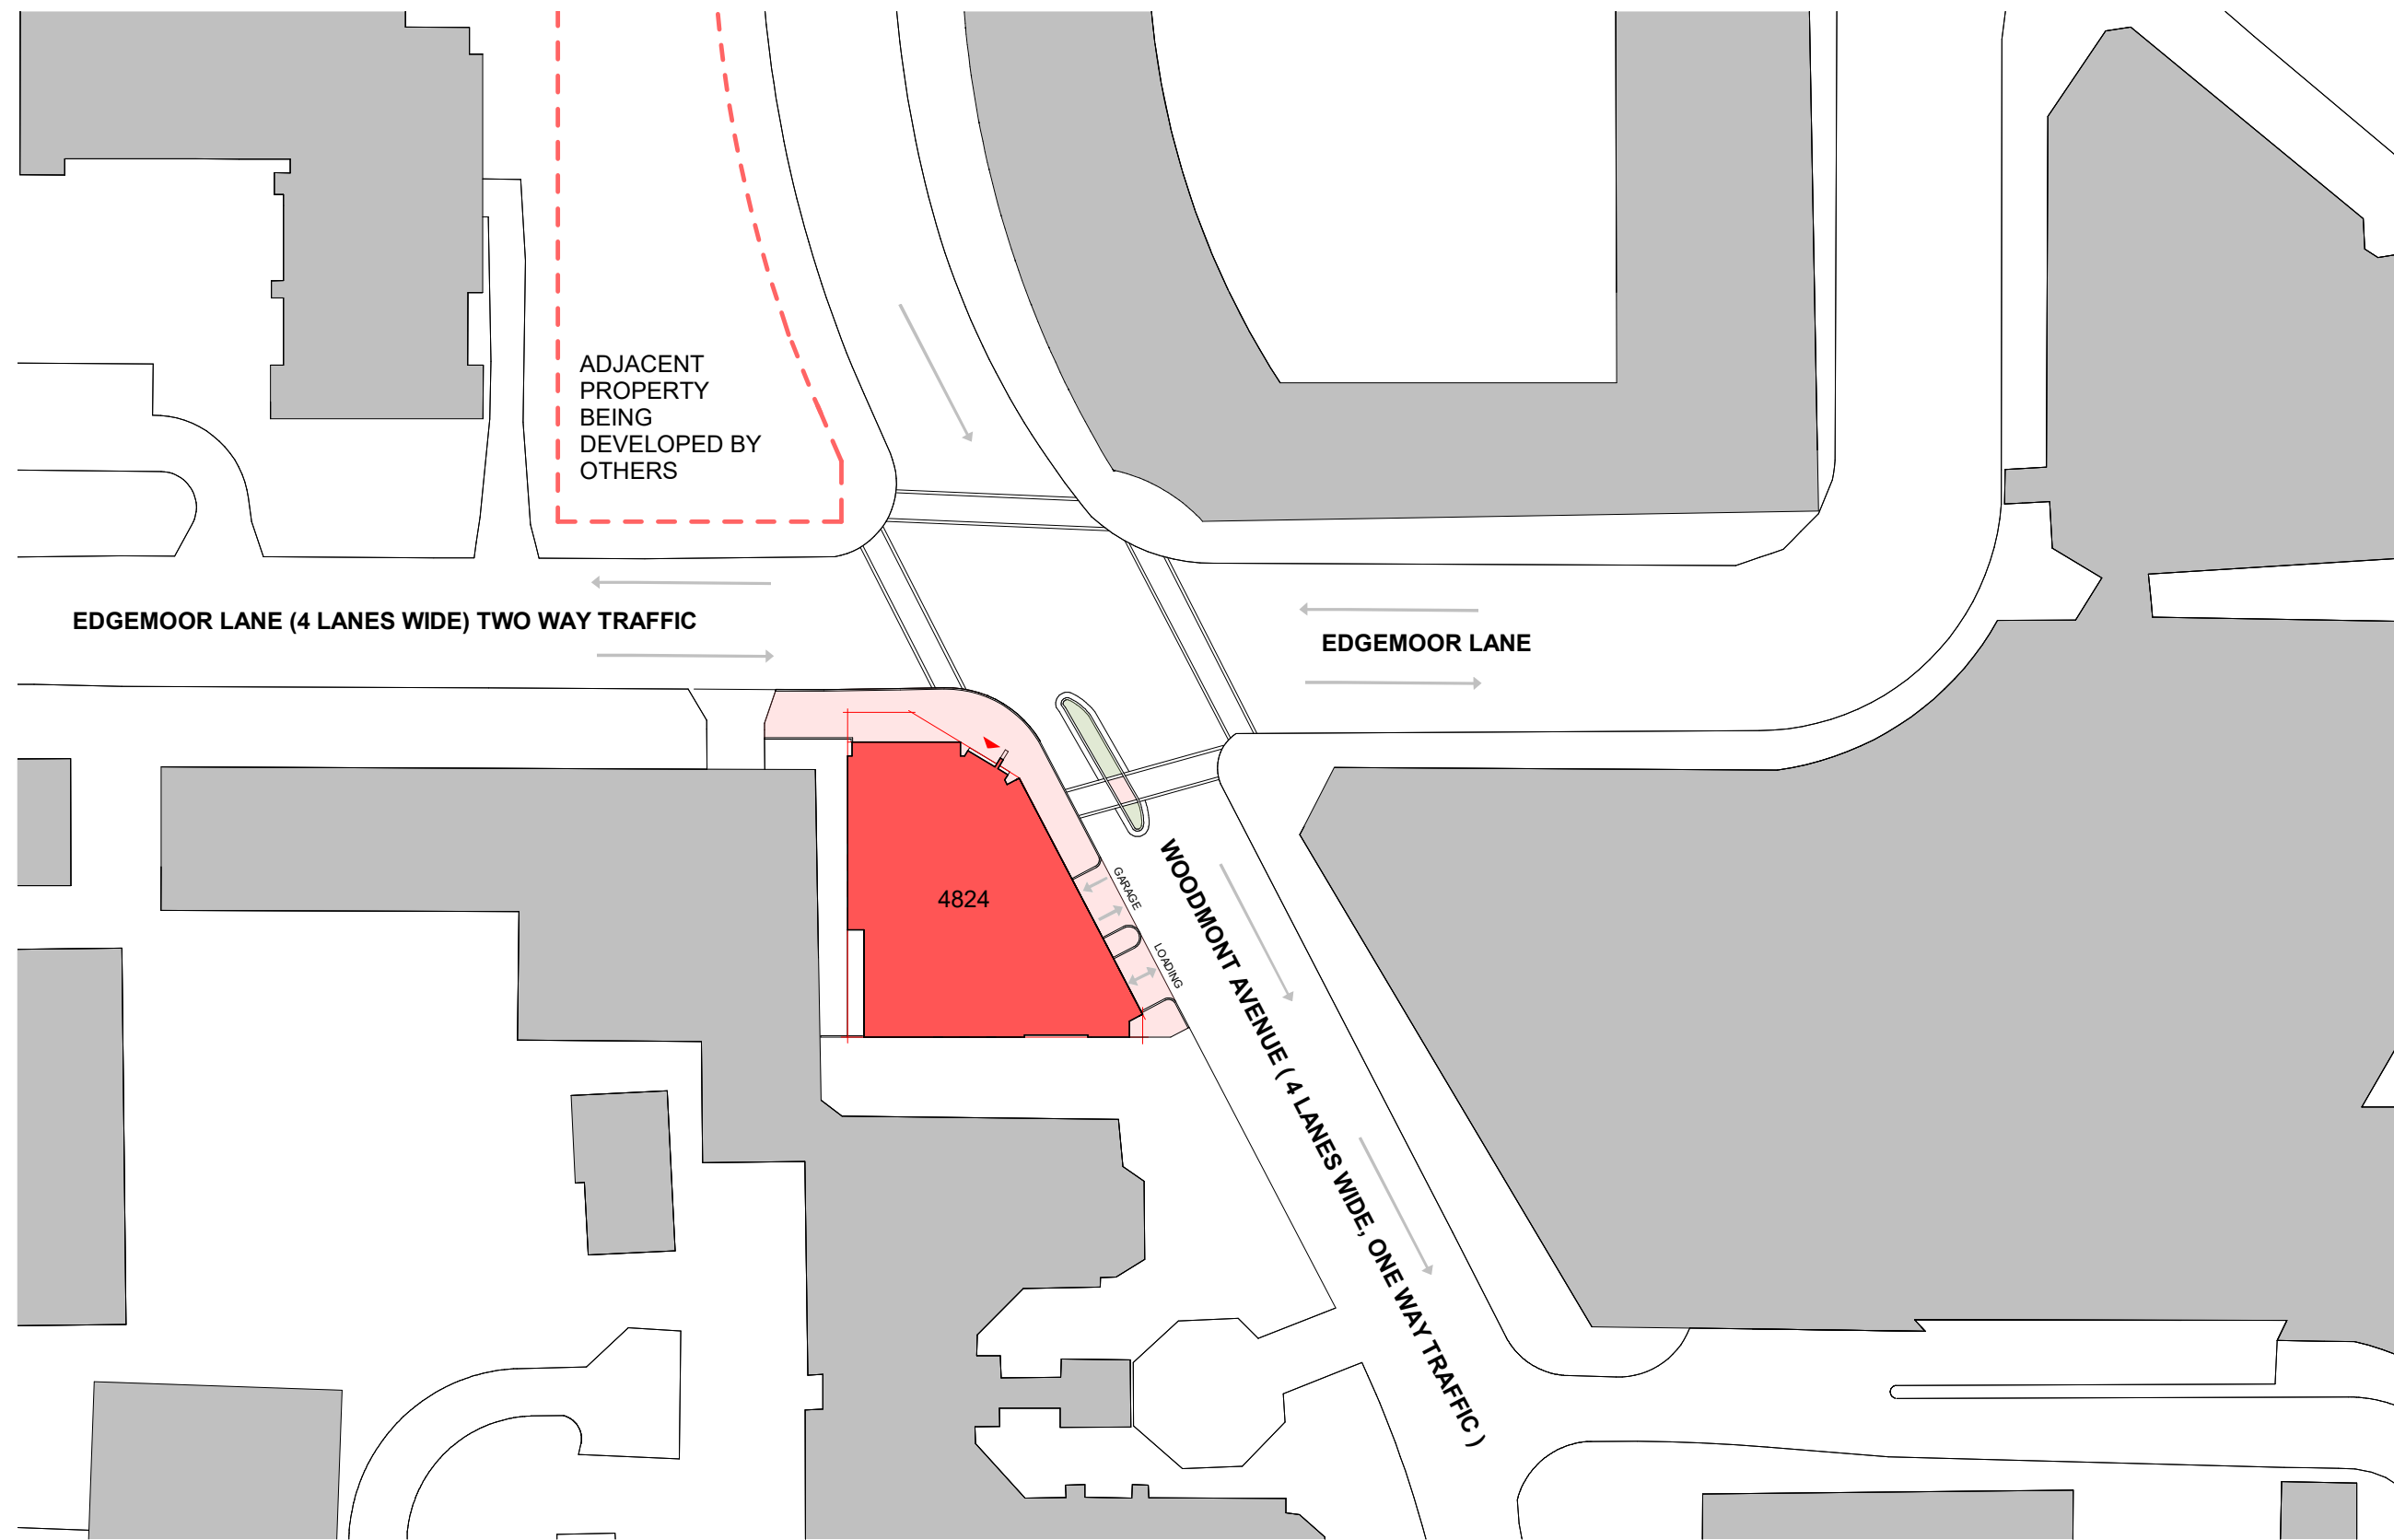 ADJACENT
PROPERTY
BEING
DEVELOPED BY
OTHERS
EDGEMOOR LANE (4 LANES WIDE) TWO WAY TRAFFIC
EDGEMOOR LANE
4824
GARAGE
LOADING
WOODMONT AVENUE ( 4 LANES WIDE, ONE WAY TRAFFIC )